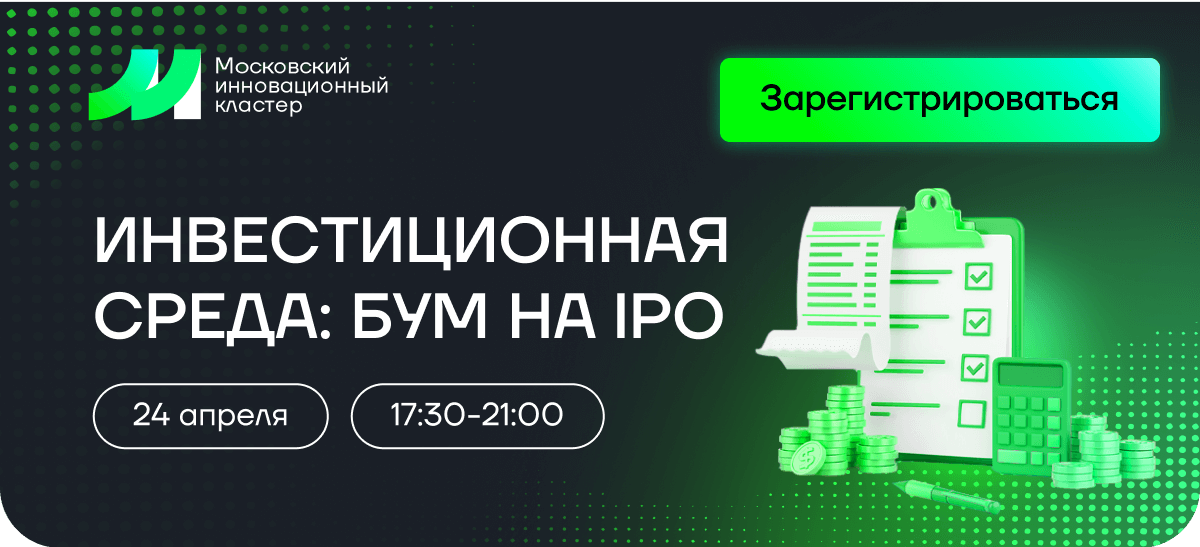 Московский
инновационный
кластер
Зарегистрироваться
ИНВЕСТИЦИОННАЯ
СРЕДА: БУМ НА IPO
24 апреля
17:30-21:00